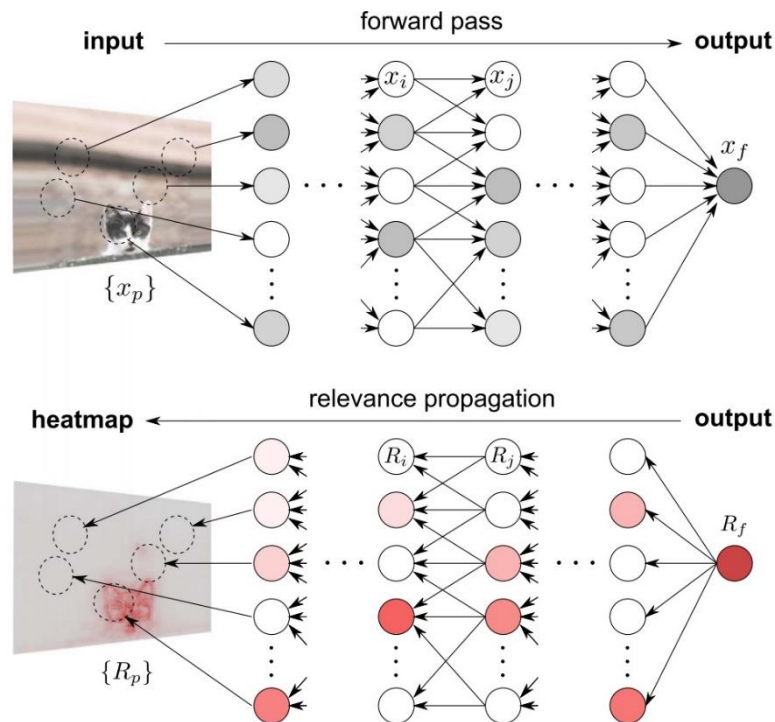 forward pass
input output
$x_i$ $x_j$
$x_f$
. . . . . .
$\{x_p\}$
relevance propagation
heatmap output
$R_i$ $R_j$
$R_f$
. . . . . .
$\{R_p\}$